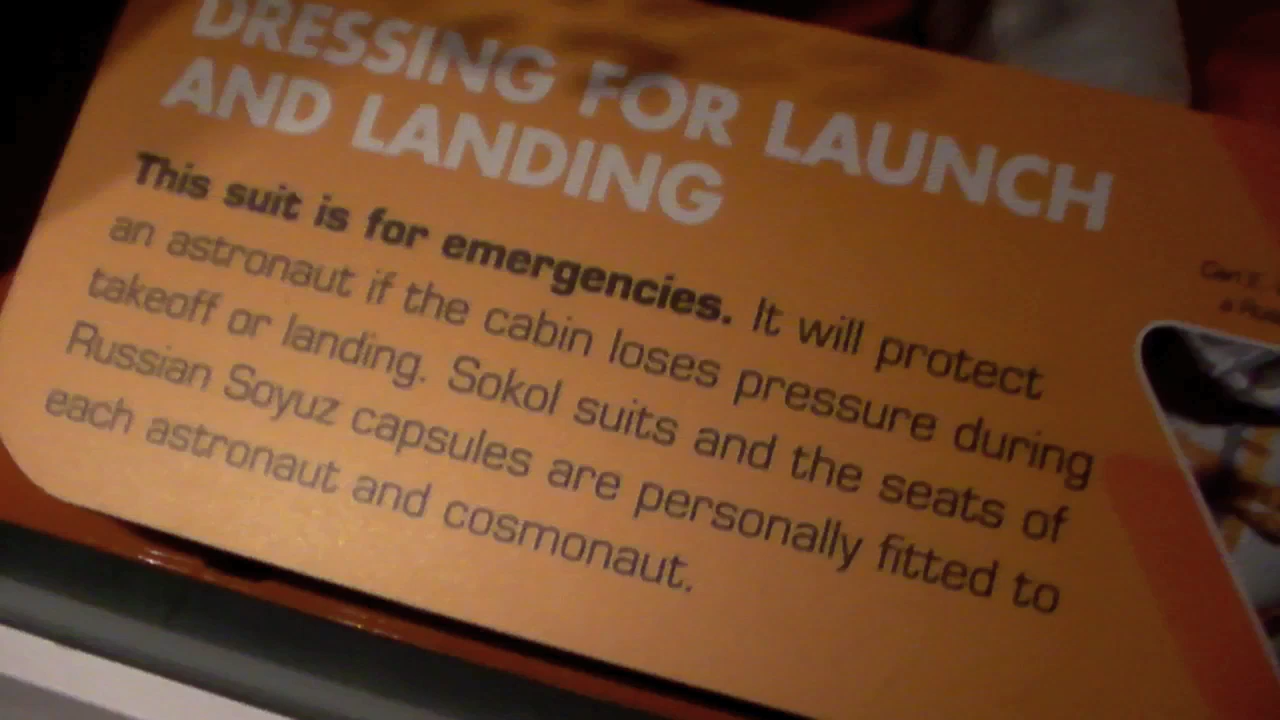 DRESSING FOR LAUNCH
AND LANDING
This suit is for emergencies. It will protect
an astronaut if the cabin loses pressure during
takeoff or landing. Sokol suits and the seats of
Russian Soyuz capsules are personally fitted to
each astronaut and cosmonaut.